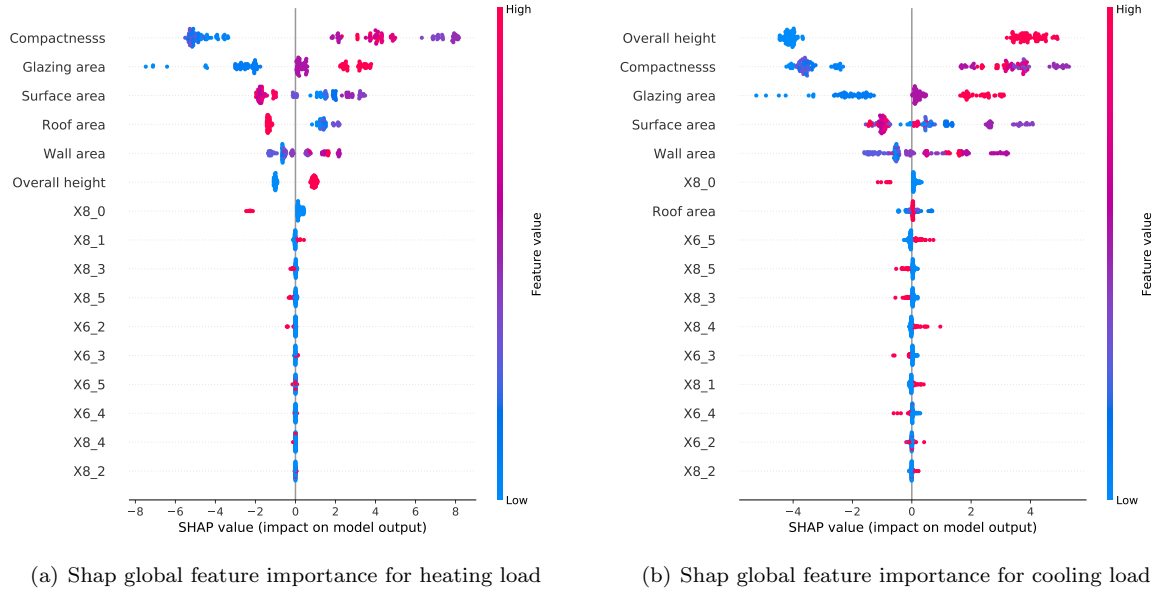 High
Compactnesss
Glazing area
Surface area
Roof area
Wall area
Overall height
X8_0
X8_1
X8_3
X8_5
X6_2
X6_3
X6_5
X6_4
X8_4
X8_2
Low
Feature value
−8 −6 −4 −2 0 2 4 6 8
SHAP value (impact on model output)
(a) Shap global feature importance for heating load
High
Overall height
Compactnesss
Glazing area
Surface area
Wall area
X8_0
Roof area
X6_5
X8_5
X8_3
X8_4
X6_3
X8_1
X6_4
X6_2
X8_2
Low
Feature value
−4 −2 0 2 4
SHAP value (impact on model output)
(b) Shap global feature importance for cooling load